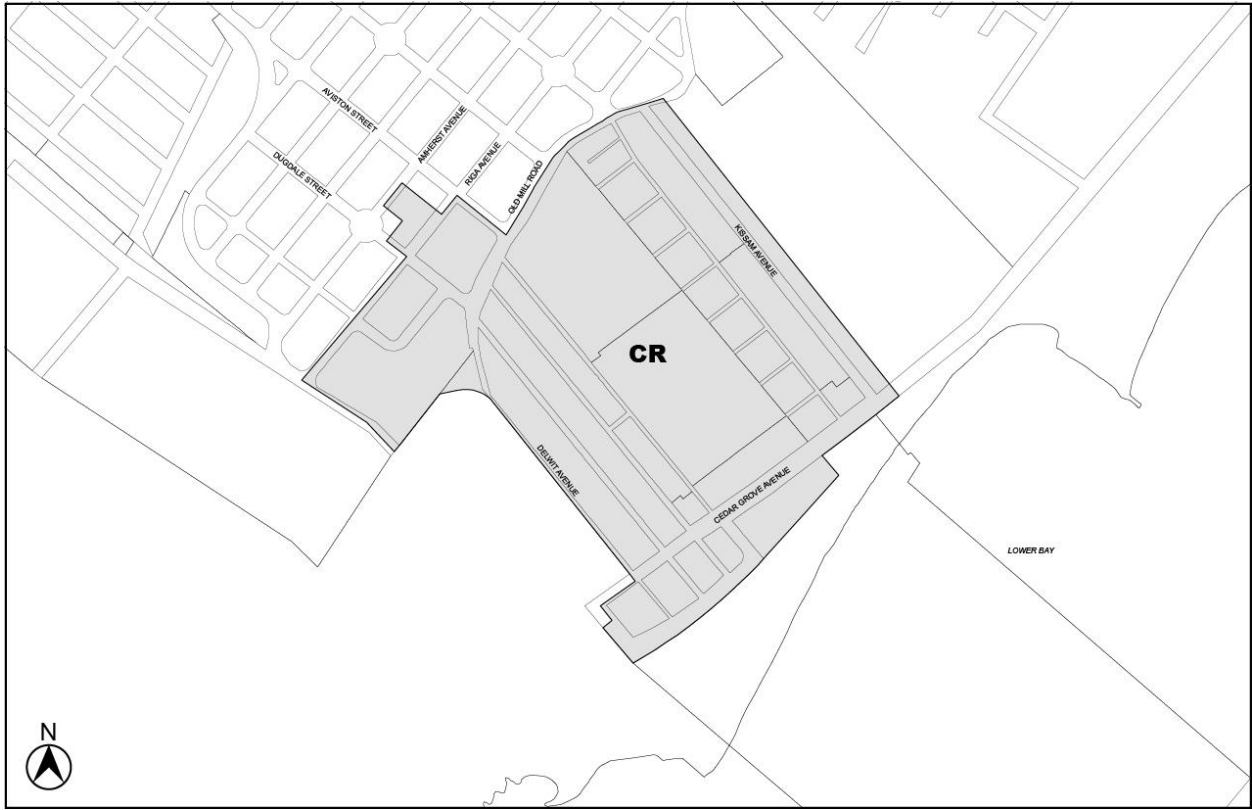 AVISTON STREET
AMHERST AVENUE
DUGDALE STREET
RIGA AVENUE
OLD MILL ROAD
KISSAM AVENUE
CR
DELWIT AVENUE
CEDAR GROVE AVENUE
LOWER BAY
N